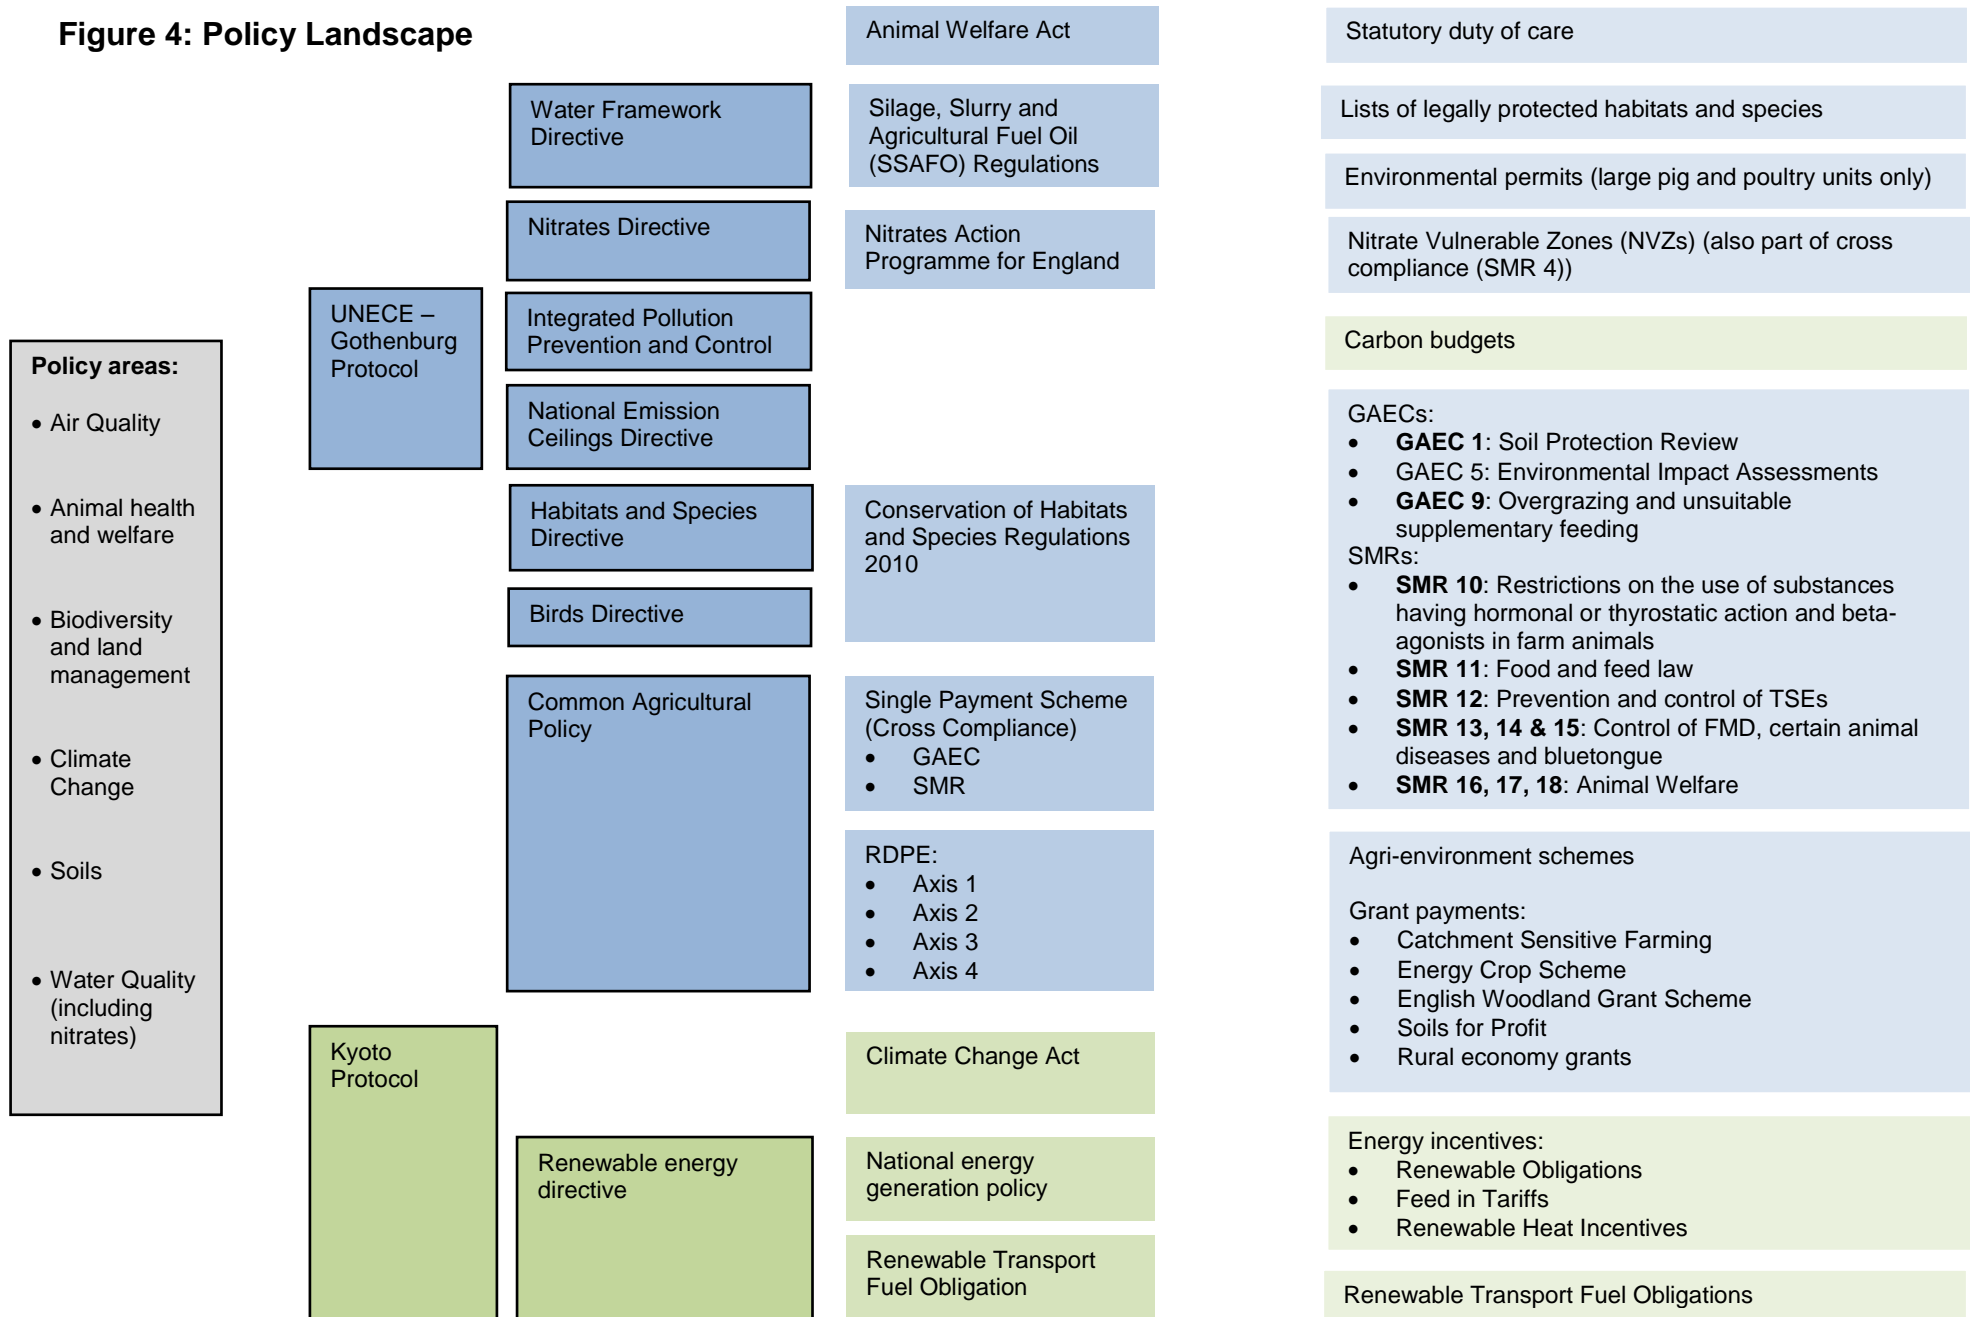 Figure 4: Policy Landscape
Policy areas:
• Air Quality
• Animal health
and welfare
• Biodiversity
and land
management
• Climate
Change
• Soils
• Water Quality
(including
nitrates)
UNECE –
Gothenburg
Protocol
Kyoto
Protocol
Water Framework
Directive
Nitrates Directive
Integrated Pollution
Prevention and Control
National Emission
Ceilings Directive
Habitats and Species
Directive
Birds Directive
Common Agricultural
Policy
Renewable energy
directive
Animal Welfare Act
Silage, Slurry and
Agricultural Fuel Oil
(SSAFO) Regulations
Nitrates Action
Programme for England
Conservation of Habitats
and Species Regulations
2010
Single Payment Scheme
(Cross Compliance)
• GAEC
• SMR
RDPE:
• Axis 1
• Axis 2
• Axis 3
• Axis 4
Climate Change Act
National energy
generation policy
Renewable Transport
Fuel Obligation
Statutory duty of care
Lists of legally protected habitats and species
Environmental permits (large pig and poultry units only)
Nitrate Vulnerable Zones (NVZs) (also part of cross
compliance (SMR 4))
Carbon budgets
GAECs:
• GAEC 1: Soil Protection Review
• GAEC 5: Environmental Impact Assessments
• GAEC 9: Overgrazing and unsuitable
supplementary feeding
SMRs:
• SMR 10: Restrictions on the use of substances
having hormonal or thyrostatic action and beta-
agonists in farm animals
• SMR 11: Food and feed law
• SMR 12: Prevention and control of TSEs
• SMR 13, 14 & 15: Control of FMD, certain animal
diseases and bluetongue
• SMR 16, 17, 18: Animal Welfare
Agri-environment schemes
Grant payments:
• Catchment Sensitive Farming
• Energy Crop Scheme
• English Woodland Grant Scheme
• Soils for Profit
• Rural economy grants
Energy incentives:
• Renewable Obligations
• Feed in Tariffs
• Renewable Heat Incentives
Renewable Transport Fuel Obligations